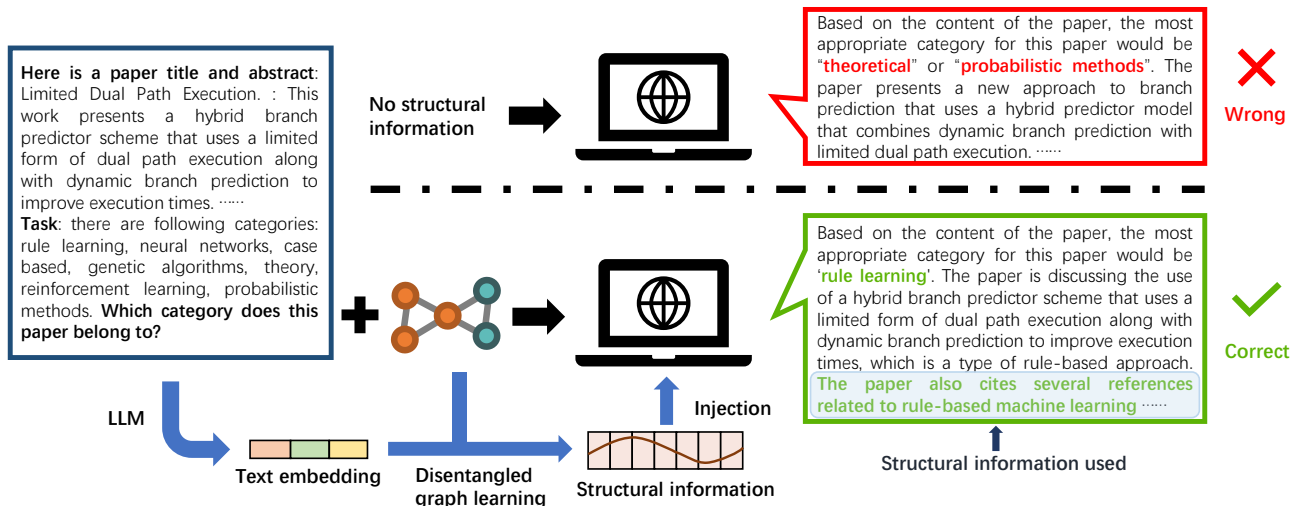 Here is a paper title and abstract:
Limited Dual Path Execution. : This
work presents a hybrid branch
predictor scheme that uses a limited
form of dual path execution along
with dynamic branch prediction to
improve execution times. ······
Task: there are following categories:
rule learning, neural networks, case
based, genetic algorithms, theory,
reinforcement learning, probabilistic
methods. Which category does this
paper belong to?
No structural
information
Based on the content of the paper, the most
appropriate category for this paper would be
“theoretical” or “probabilistic methods”. The
paper presents a new approach to branch
prediction that uses a hybrid predictor model
that combines dynamic branch prediction with
limited dual path execution. ······
Wrong
Based on the content of the paper, the most
appropriate category for this paper would be
‘rule learning’. The paper is discussing the use
of a hybrid branch predictor scheme that uses a
limited form of dual path execution along with
dynamic branch prediction to improve execution
times, which is a type of rule-based approach.
The paper also cites several references
related to rule-based machine learning ······
Correct
LLM
Text embedding
Disentangled
graph learning
Injection
Structural information
Structural information used